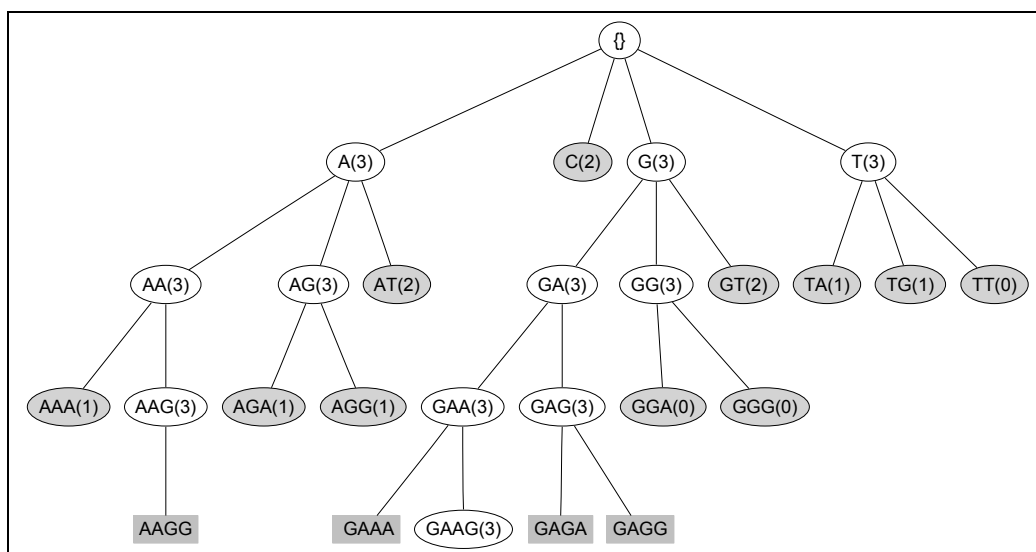 {}
A(3) C(2) G(3) T(3)
AA(3) AG(3) AT(2) GA(3) GG(3) GT(2) TA(1) TG(1) TT(0)
AAA(1) AAG(3) AGA(1) AGG(1) GAA(3) GAG(3) GGA(0) GGG(0)
AAGG GAAA GAAG(3) GAGA GAGG